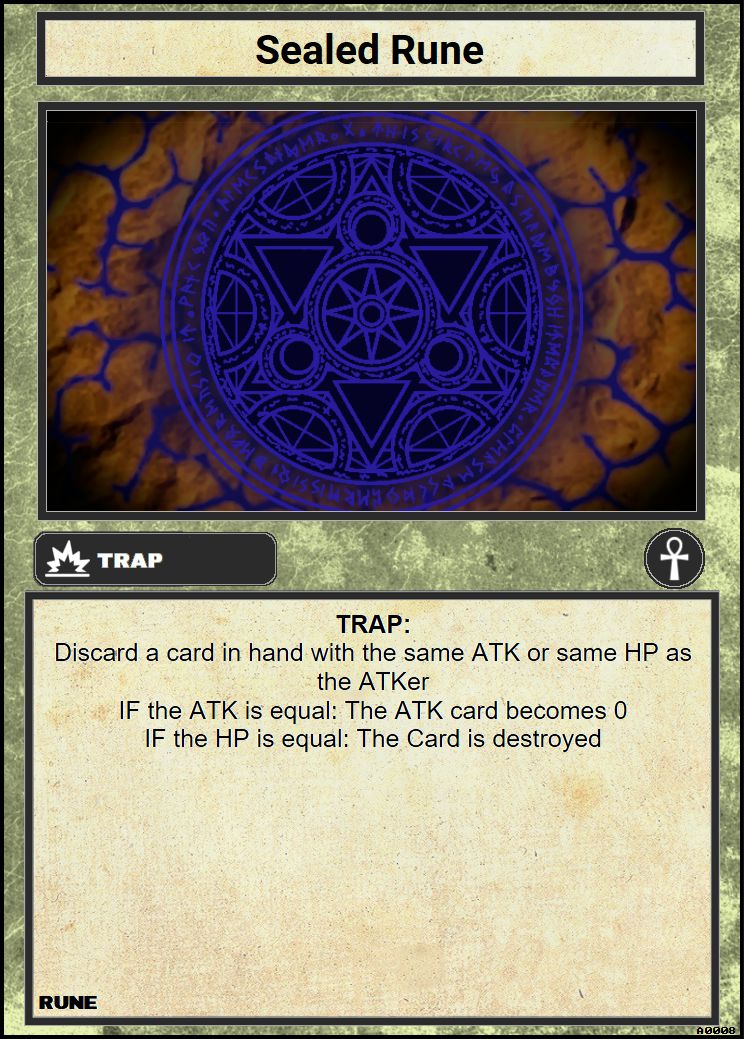 Sealed Rune
TRAP
TRAP:
Discard a card in hand with the same ATK or same HP as
the ATKer
IF the ATK is equal: The ATK card becomes 0
IF the HP is equal: The Card is destroyed
RUNE
A0008